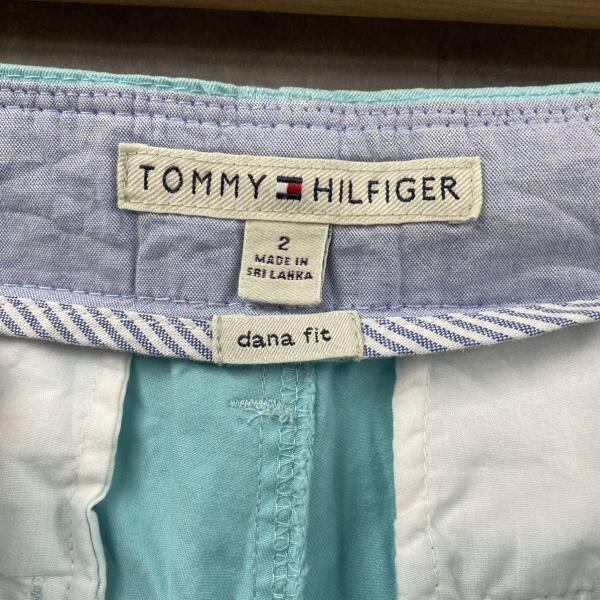 TOMMY HILFIGER
2
MADE IN
SRI LANKA
dana fit